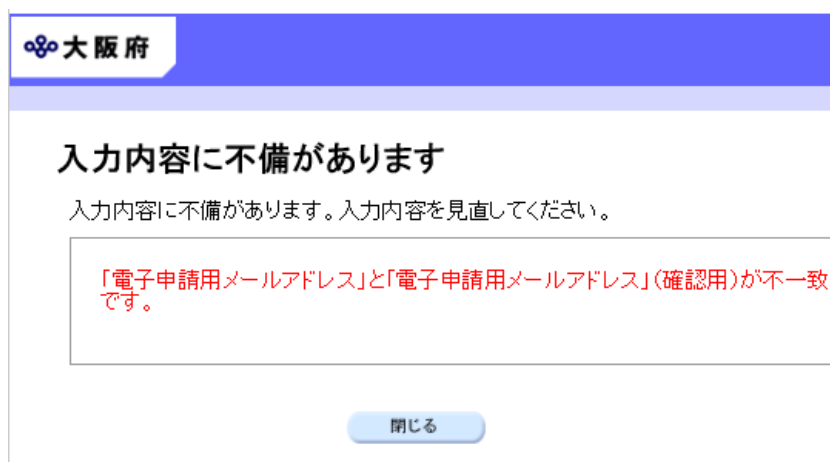 大阪府
入力内容に不備があります
入力内容に不備があります。入力内容を見直してください。
「電子申請用メールアドレス」と「電子申請用メールアドレス」(確認用)が不一致
です。
閉じる